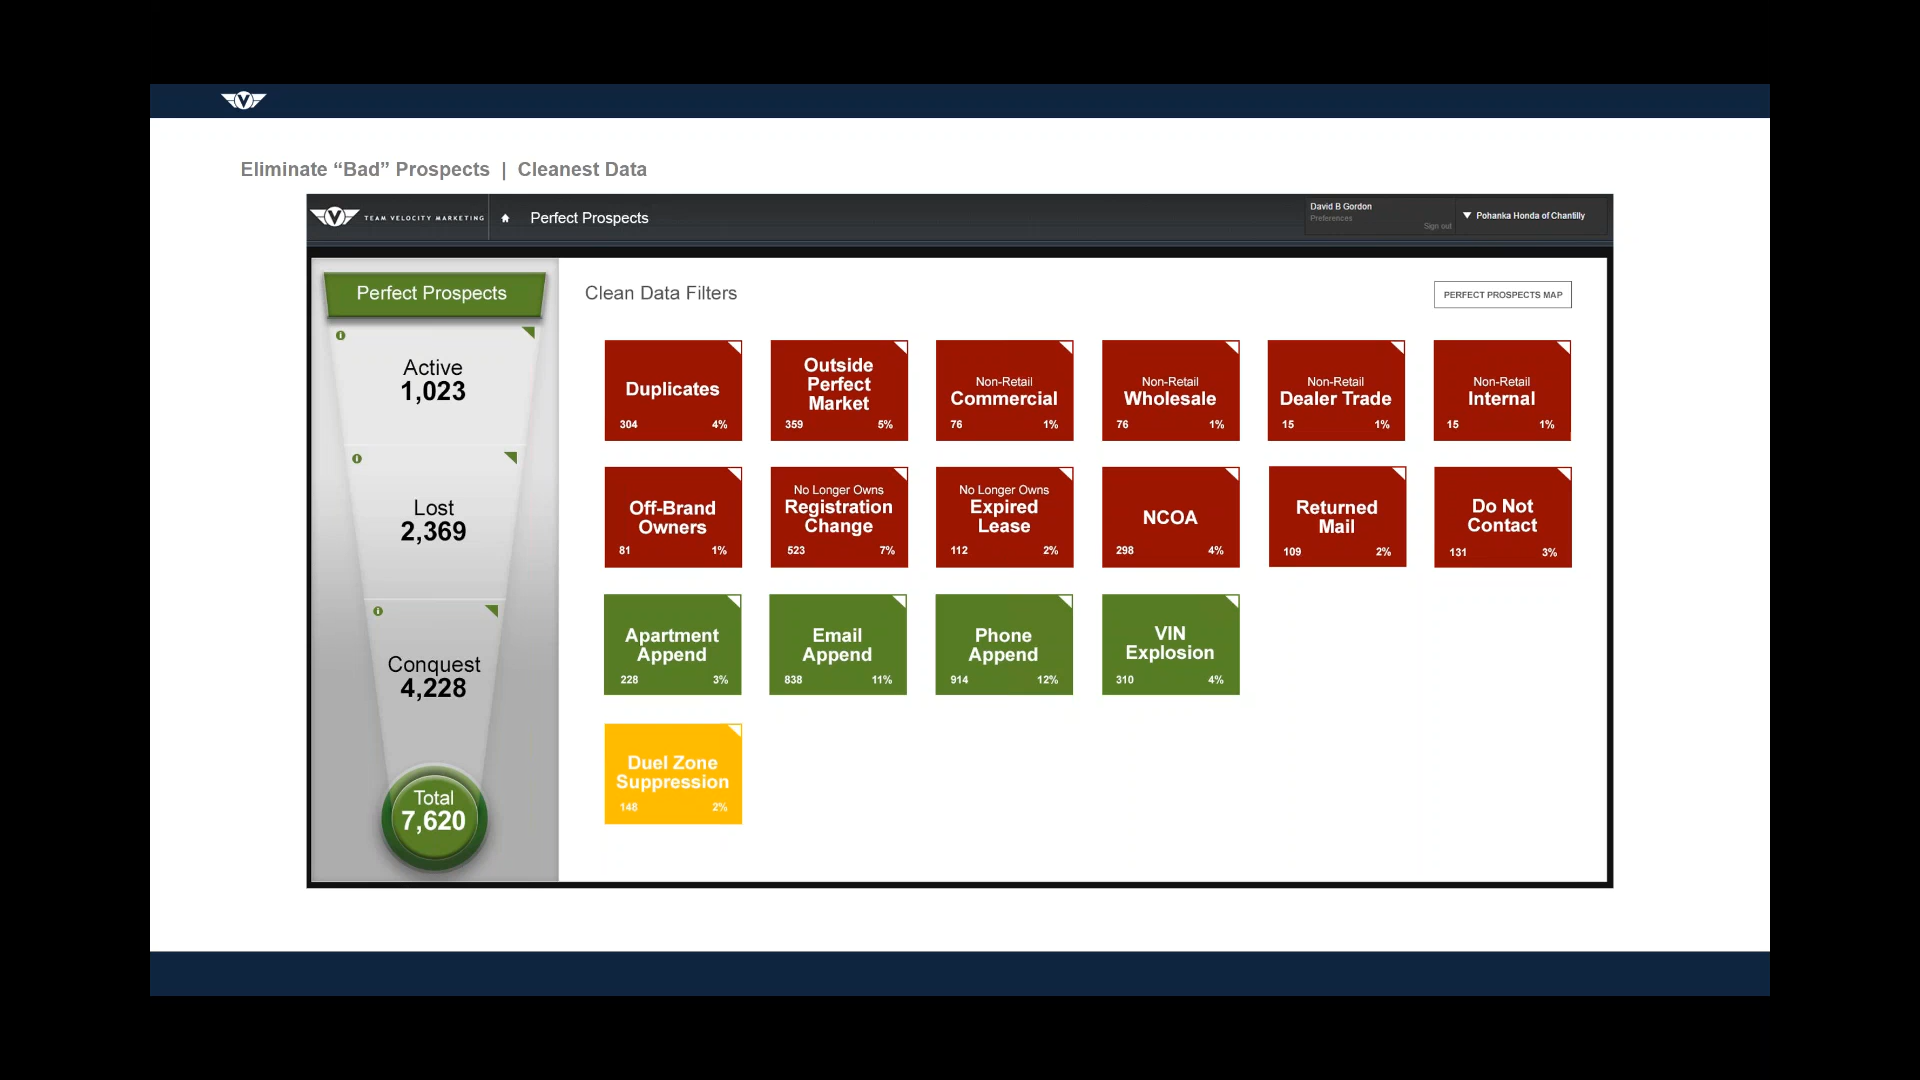 V
Eliminate “Bad” Prospects | Cleanest Data
V TEAM VELOCITY MARKETING
Perfect Prospects
David B Gordon
Preferences
Sign out
Pohanka Honda of Chantilly
Perfect Prospects
Active
1,023
Lost
2,369
Conquest
4,228
Total
7,620
Clean Data Filters
PERFECT PROSPECTS MAP
Duplicates
304 4%
Outside
Perfect
Market
359 5%
Non-Retail
Commercial
76 1%
Non-Retail
Wholesale
76 1%
Non-Retail
Dealer Trade
15 1%
Non-Retail
Internal
15 1%
Off-Brand
Owners
81 1%
No Longer Owns
Registration
Change
523 7%
No Longer Owns
Expired
Lease
112 2%
NCOA
298 4%
Returned
Mail
109 2%
Do Not
Contact
131 3%
Apartment
Append
228 3%
Email
Append
838 11%
Phone
Append
914 12%
VIN
Explosion
310 4%
Duel Zone
Suppression
148 2%